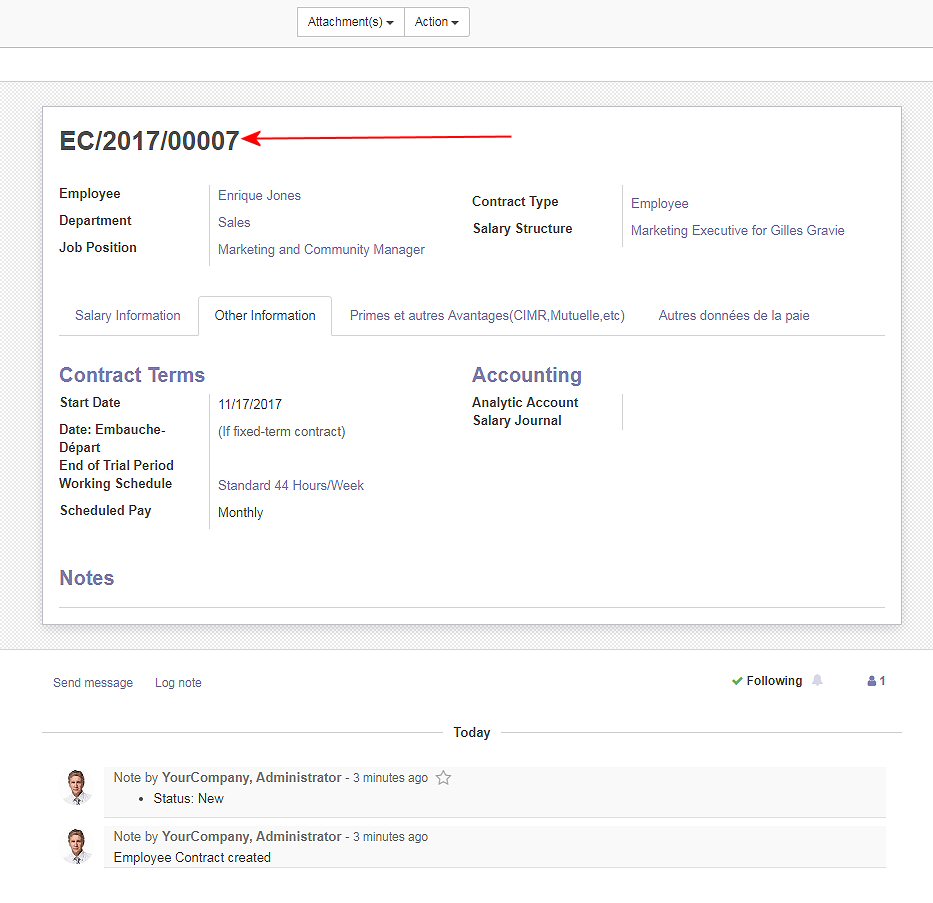 Attachment(s) Action
EC/2017/00007
Employee Enrique Jones
Department Sales
Job Position Marketing and Community Manager
Contract Type Employee
Salary Structure Marketing Executive for Gilles Gravie
Salary Information Other Information Primes et autres Avantages(CIMR,Mutuelle,etc) Autres données de la paie
Contract Terms
Start Date 11/17/2017
Date: Embauche- (If fixed-term contract)
Départ
End of Trial Period
Working Schedule Standard 44 Hours/Week
Scheduled Pay Monthly
Accounting
Analytic Account
Salary Journal
Notes
Send message Log note Following 1
Today
Note by YourCompany, Administrator - 3 minutes ago
• Status: New
Note by YourCompany, Administrator - 3 minutes ago
Employee Contract created